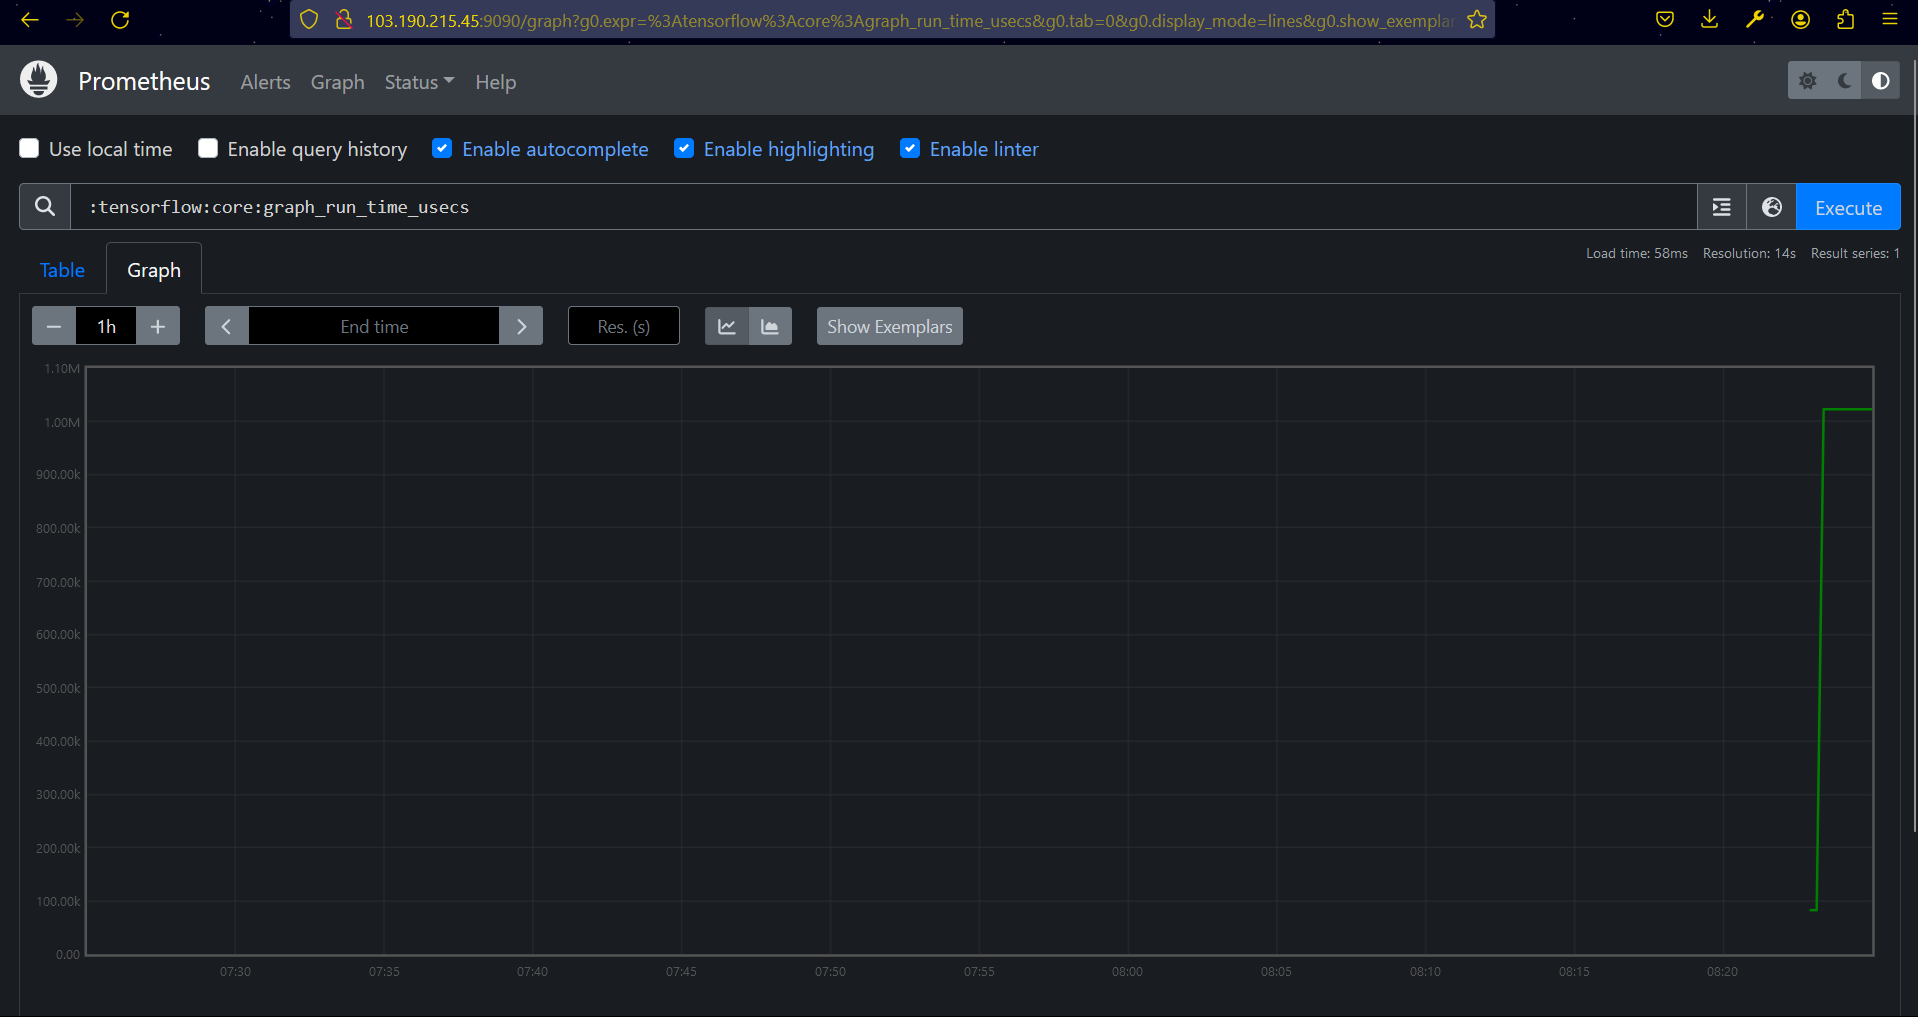 103.190.215.45:9090/graph?g0.expr=%3Atensorflow%3Acore%3Agraph_run_time_usecs&g0.tab=0&g0.display_mode=lines&g0.show_exemplar
Prometheus Alerts Graph Status Help
Use local time Enable query history Enable autocomplete Enable highlighting Enable linter
:tensorflow:core:graph_run_time_usecs Execute
Load time: 58ms Resolution: 14s Result series: 1
Table Graph
1h End time Res. (s) Show Exemplars
1.10M
1.00M
900.00k
800.00k
700.00k
600.00k
500.00k
400.00k
300.00k
200.00k
100.00k
0.00
07:30 07:35 07:40 07:45 07:50 07:55 08:00 08:05 08:10 08:15 08:20